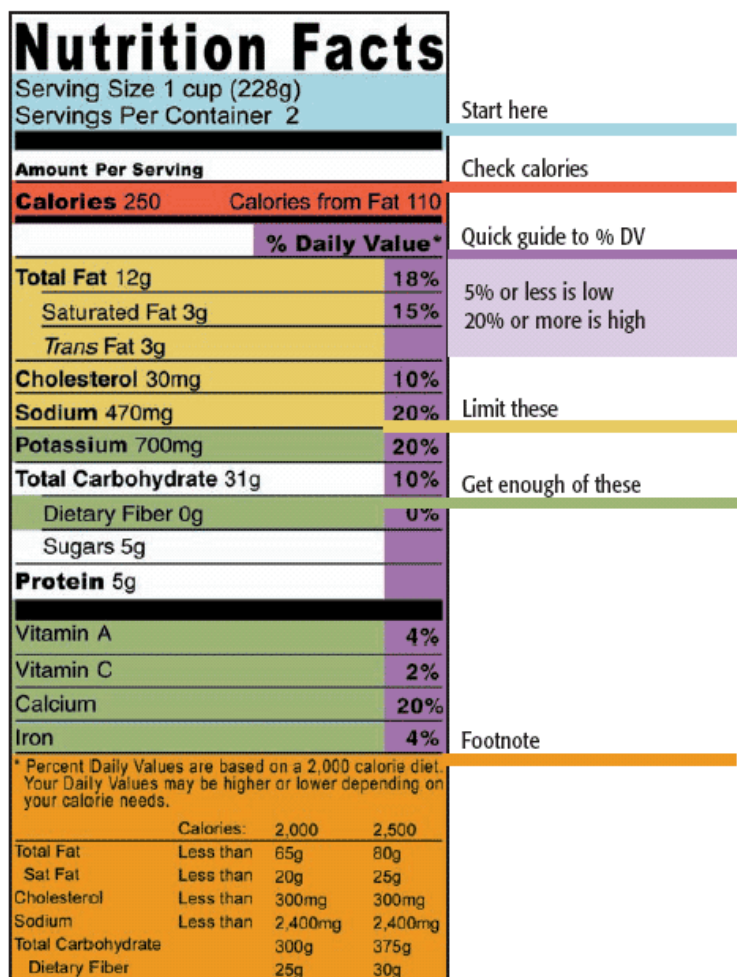 Nutrition Facts
Serving Size 1 cup (228g)
Servings Per Container 2
Start here
Amount Per Serving
Check calories
Calories 250 Calories from Fat 110
% Daily Value*
Quick guide to % DV
Total Fat 12g 18%
5% or less is low
Saturated Fat 3g 15%
20% or more is high
Trans Fat 3g
Cholesterol 30mg 10%
Sodium 470mg 20%
Limit these
Potassium 700mg 20%
Total Carbohydrate 31g 10%
Get enough of these
Dietary Fiber 0g 0%
Sugars 5g
Protein 5g
Vitamin A 4%
Vitamin C 2%
Calcium 20%
Iron 4%
Footnote
* Percent Daily Values are based on a 2,000 calorie diet.
Your Daily Values may be higher or lower depending on
your calorie needs.
Calories: 2,000 2,500
Total Fat Less than 65g 80g
Sat Fat Less than 20g 25g
Cholesterol Less than 300mg 300mg
Sodium Less than 2,400mg 2,400mg
Total Carbohydrate 300g 375g
Dietary Fiber 25g 30g